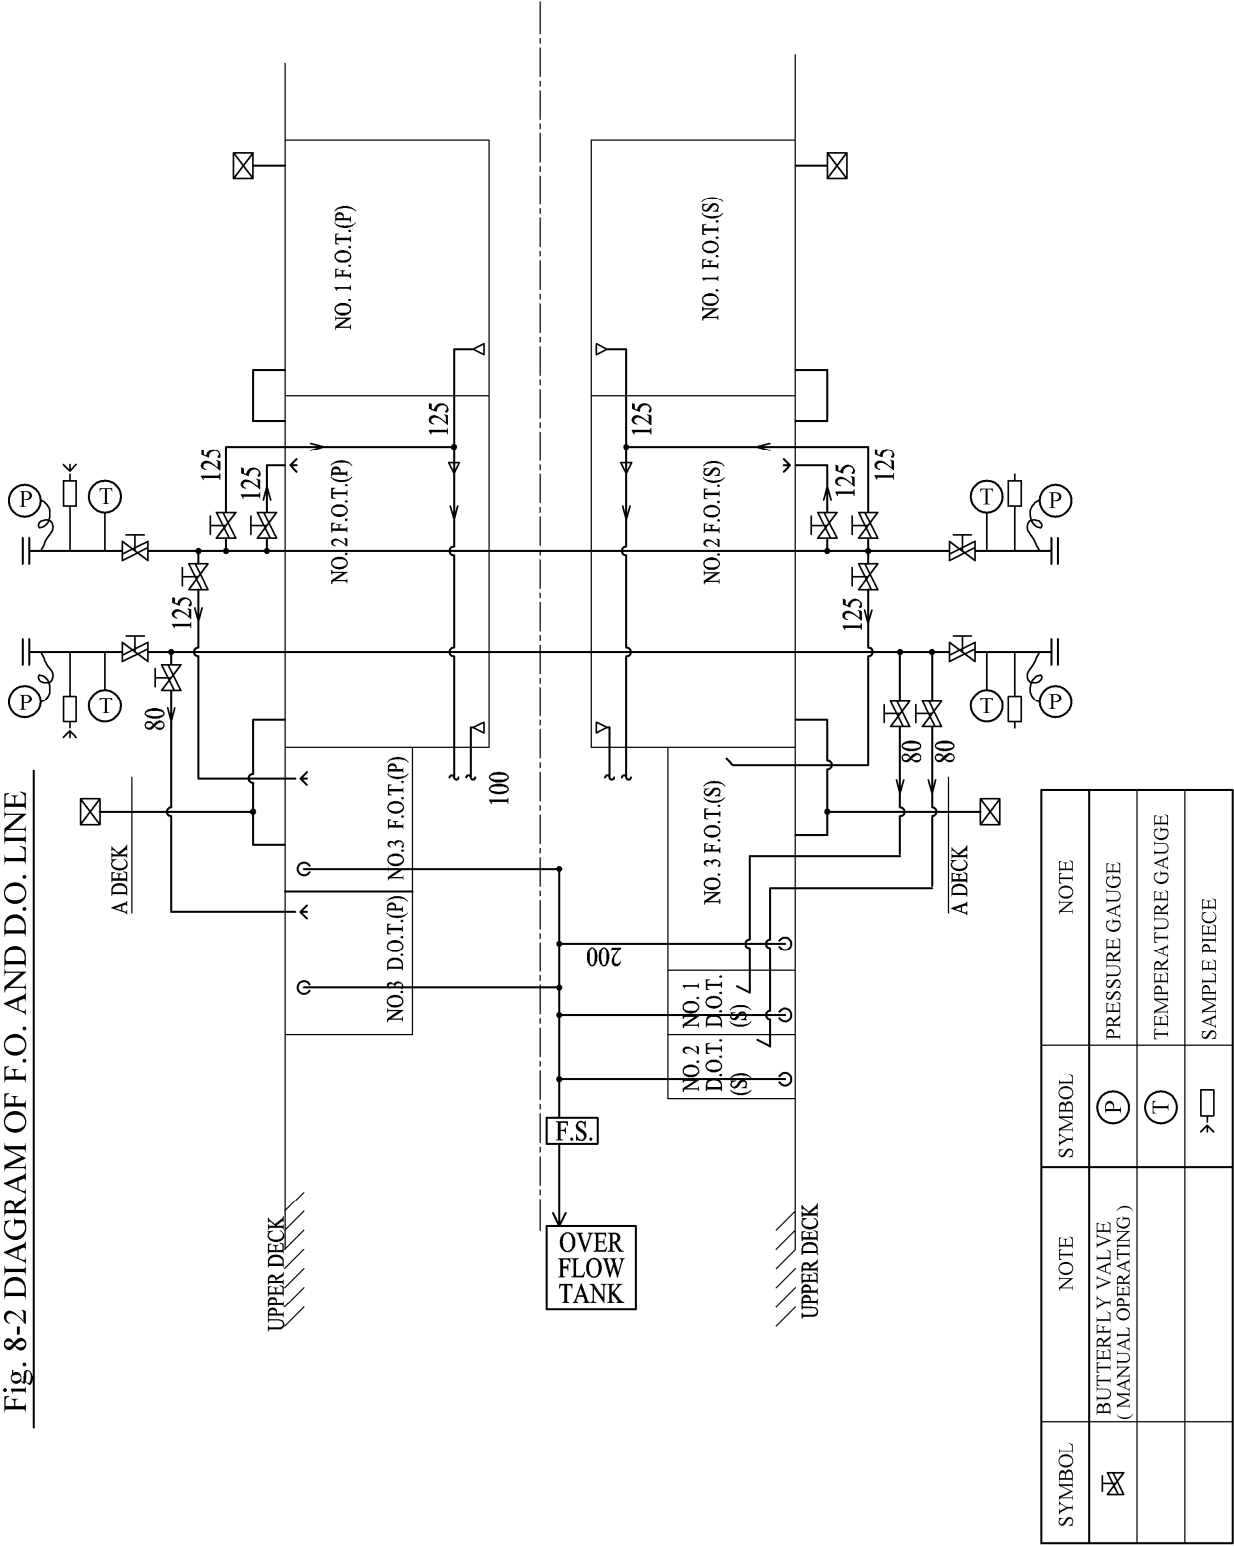 Fig. 8-2 DIAGRAM OF F.O. AND D.O. LINE
P
T
P
T
125
125
125
80
A DECK
NO. 1 F.O.T.(P)
125
NO. 2 F.O.T.(P)
NO.3 F.O.T.(P)
NO.3 D.O.T.(P)
100
UPPER DECK
200
F.S.
OVER
FLOW
TANK
NO. 1 F.O.T.(S)
125
NO. 2 F.O.T.(S)
NO. 3 F.O.T.(S)
NO. 1
D.O.T.
(S)
NO. 2
D.O.T.
(S)
UPPER DECK
125
125
125
80
80
A DECK
T
P
T
P
SYMBOL
NOTE
SYMBOL
NOTE
BUTTERFLY VALVE
( MANUAL OPERATING )
P
PRESSURE GAUGE
T
TEMPERATURE GAUGE
SAMPLE PIECE